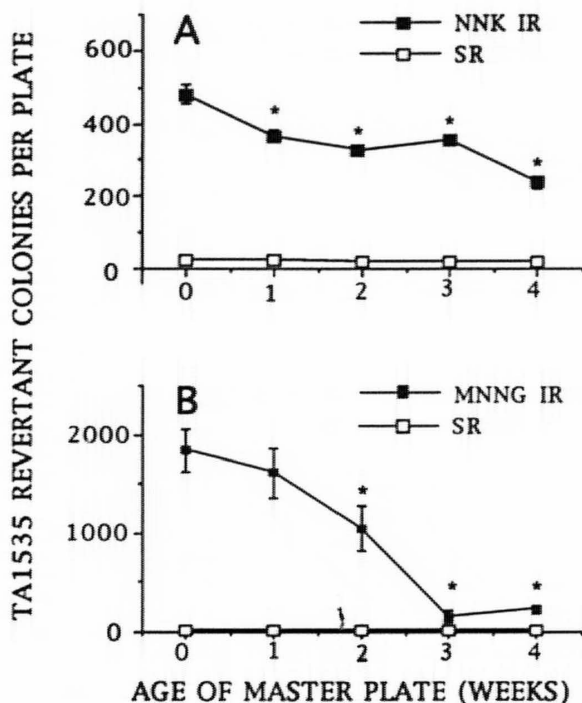 TA1535 REVERTANT COLONIES PER PLATE
A
NNK IR
SR
600
400
200
0
*
*
*
*
0 1 2 3 4
B
MNNG IR
SR
2000
1000
0
*
*
*
0 1 2 3 4
AGE OF MASTER PLATE (WEEKS)